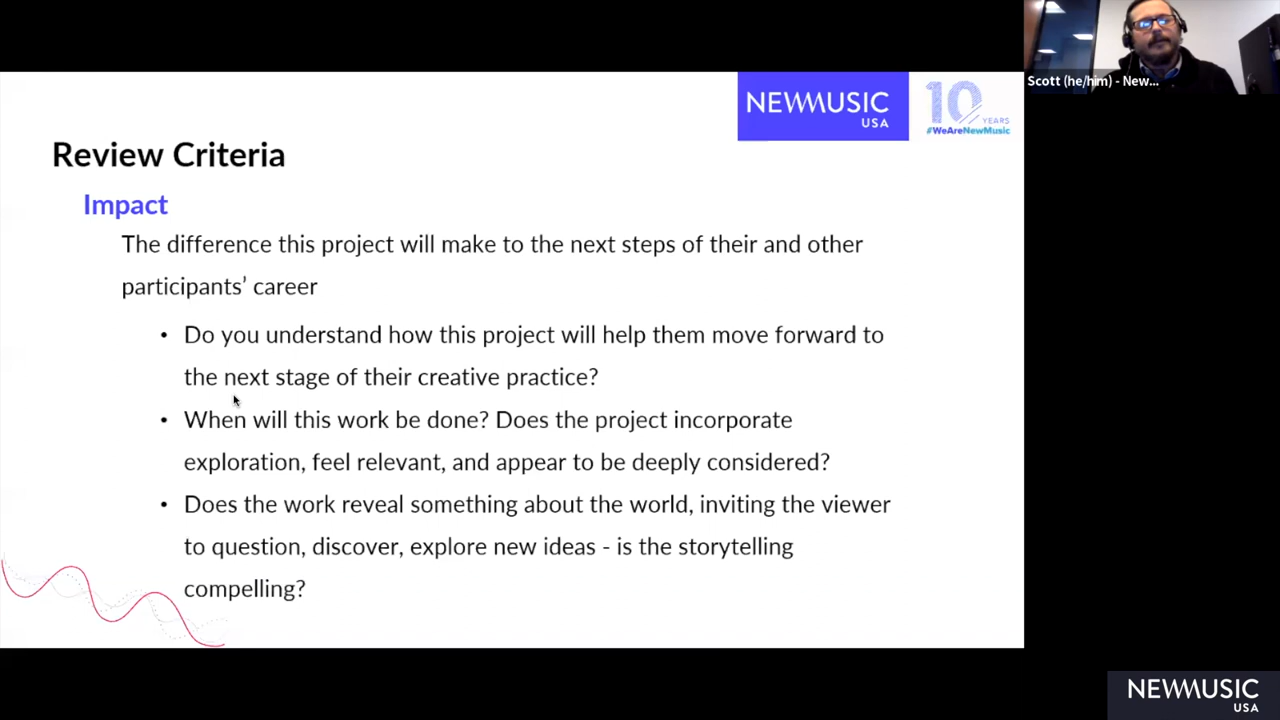 NEWMUSIC
USA
10
YEARS
#WeAreNewMusic
Scott (he/him) - New...
Review Criteria
Impact
The difference this project will make to the next steps of their and other
participants’ career
• Do you understand how this project will help them move forward to
the next stage of their creative practice?
• When will this work be done? Does the project incorporate
exploration, feel relevant, and appear to be deeply considered?
• Does the work reveal something about the world, inviting the viewer
to question, discover, explore new ideas - is the storytelling
compelling?
NEWMUSIC
USA